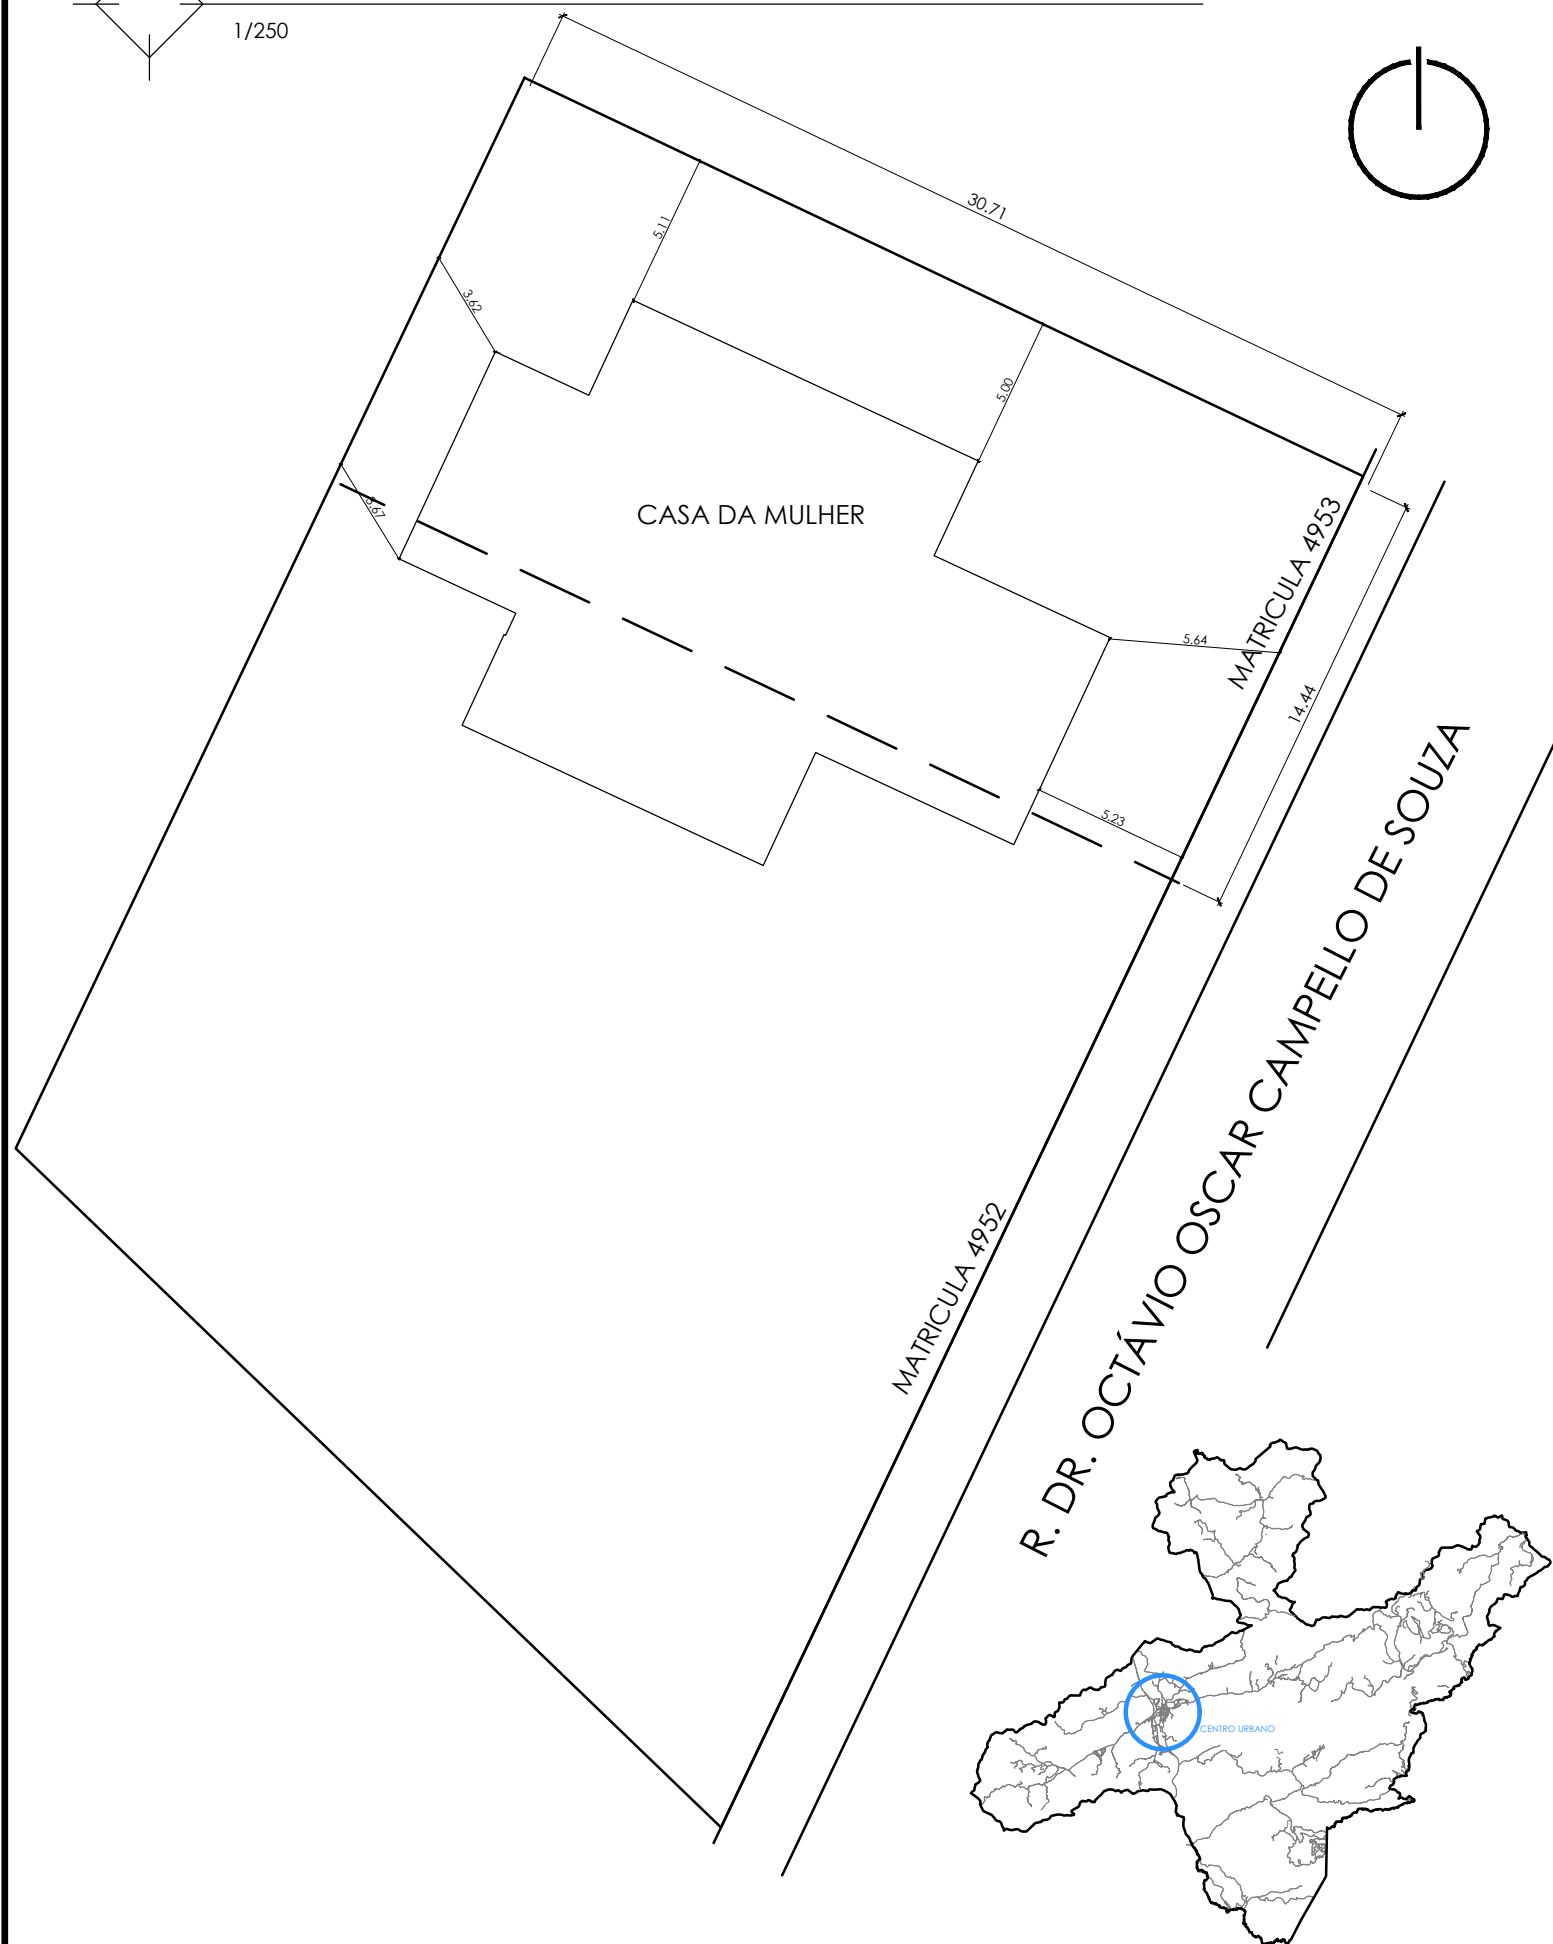 1/250
30.71
5.11
3.62
5.00
CASA DA MULHER
MATRICULA 4953
5.64
14.44
5.23
R. DR. OCTÁVIO OSCAR CAMPELLO DE SOUZA
MATRICULA 4952
CENTRO URBANO